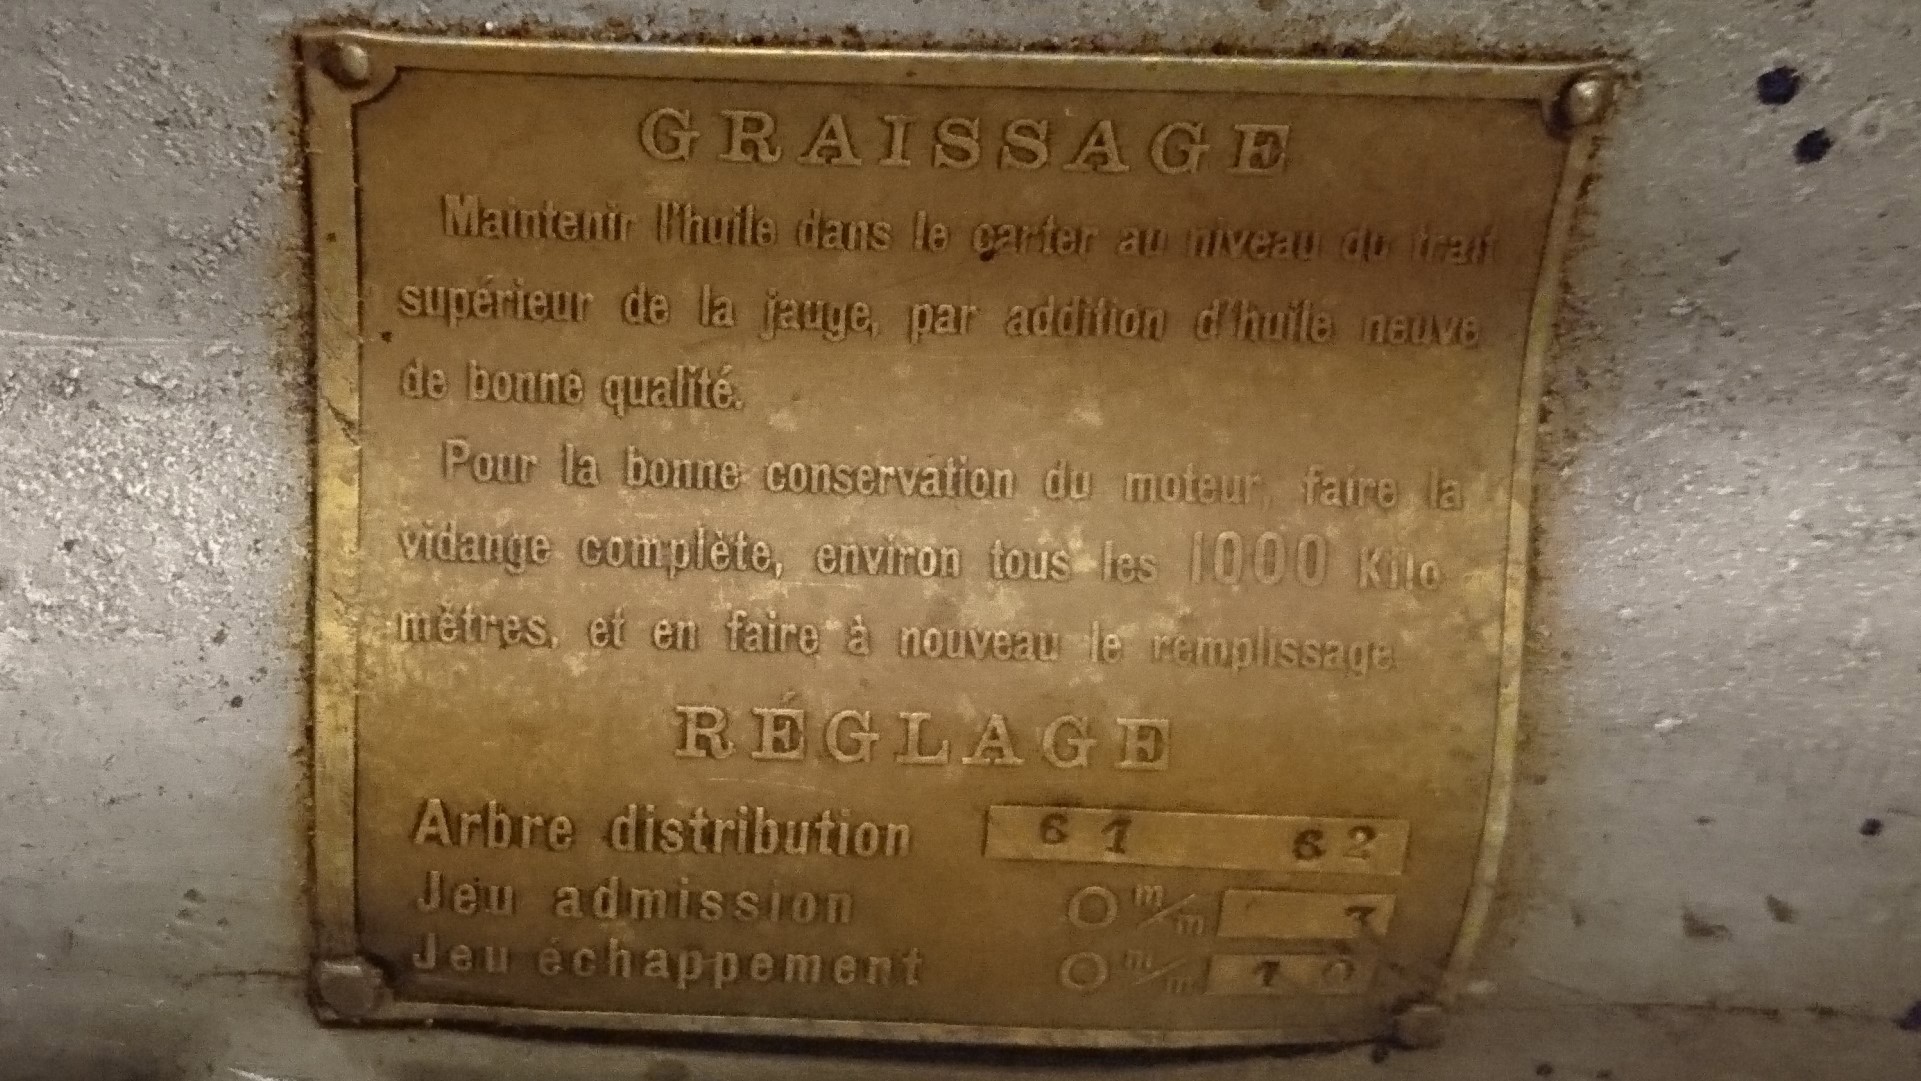 GRAISSAGE
Maintenir l'huile dans le carter au niveau du trait
supérieur de la jauge, par addition d'huile neuve
de bonne qualité.
Pour la bonne conservation du moteur, faire la
vidange complète, environ tous les 1000 Kilo
mètres, et en faire à nouveau le remplissage
RÉGLAGE
Arbre distribution 61 62
Jeu admission 0 m/m
Jeu échappement 0 m/m 10